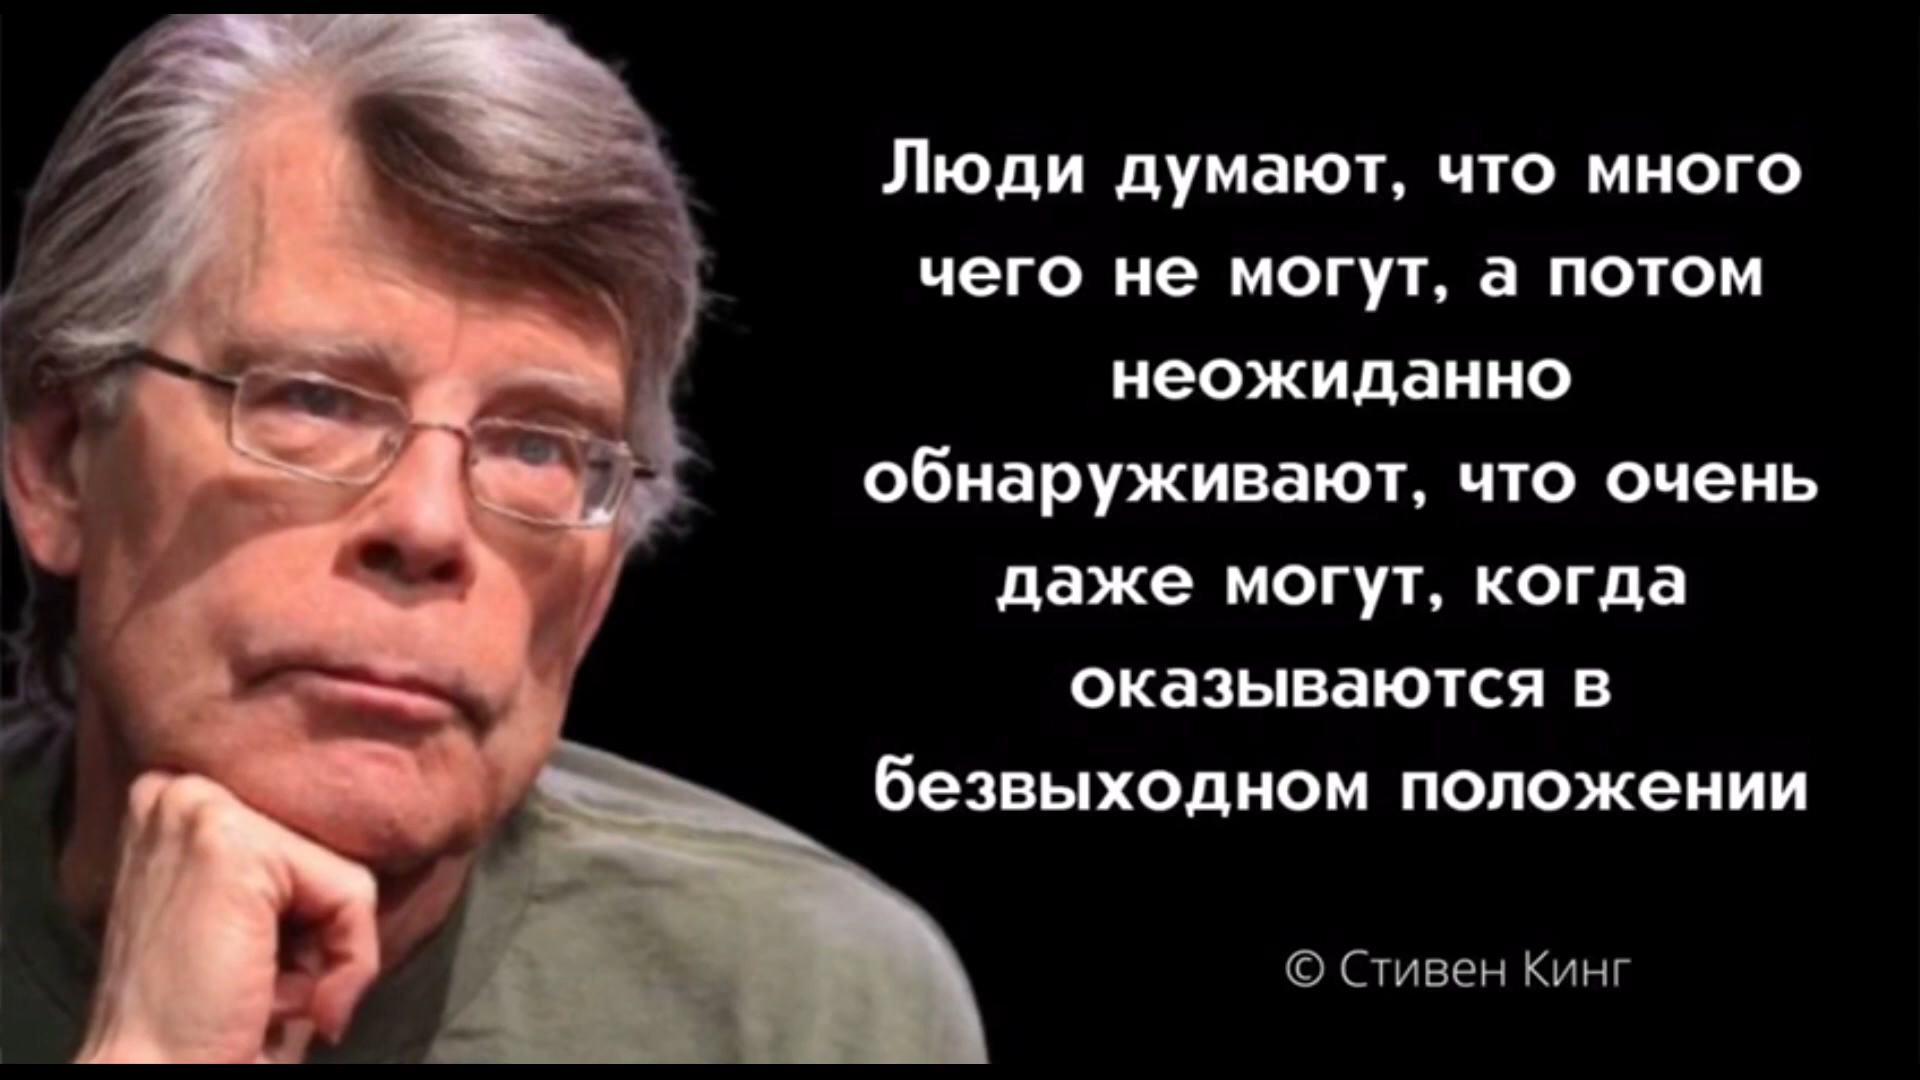 Люди думают, что много
чего не могут, а потом
неожиданно
обнаруживают, что очень
даже могут, когда
оказываются в
безвыходном положении
© Стивен Кинг